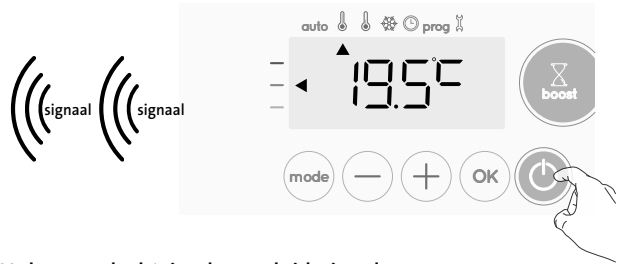 auto prog
signaal signaal
19.5°C
boost
mode − + OK